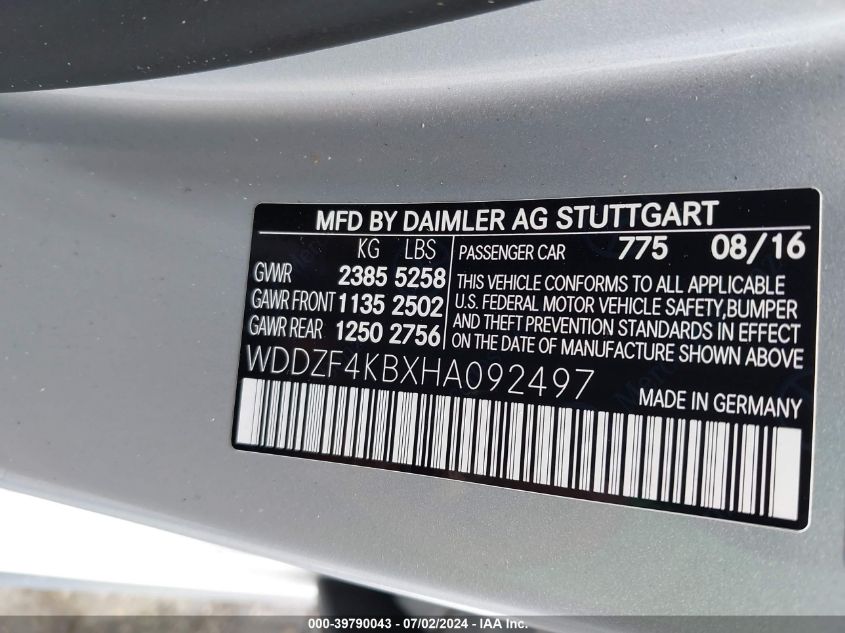 MFD BY DAIMLER AG STUTTGART
KG LBS
GVWR 2385 5258
GAWR FRONT 1135 2502
GAWR REAR 1250 2756
PASSENGER CAR 775 08/16
THIS VEHICLE CONFORMS TO ALL APPLICABLE
U.S. FEDERAL MOTOR VEHICLE SAFETY,BUMPER
AND THEFT PREVENTION STANDARDS IN EFFECT
ON THE DATE OF MANUFACTURE SHOWN ABOVE
WDDZF4KBXHA092497
MADE IN GERMANY
000-39790043 - 07/02/2024 - IAA Inc.